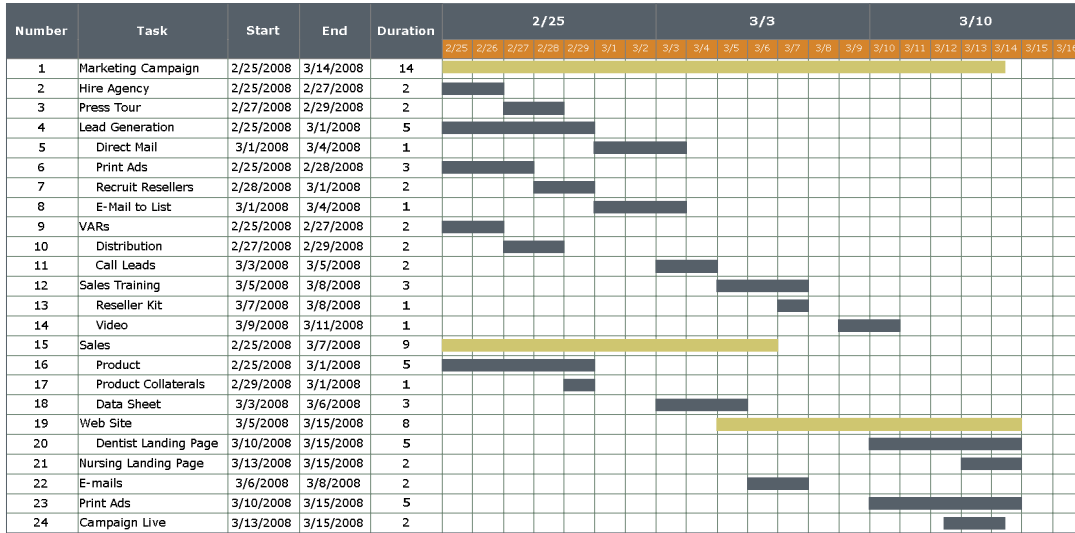 Number Task Start End Duration 2/25 3/3 3/10
2/25 2/26 2/27 2/28 2/29 3/1 3/2 3/3 3/4 3/5 3/6 3/7 3/8 3/9 3/10 3/11 3/12 3/13 3/14 3/15 3/16
1 Marketing Campaign 2/25/2008 3/14/2008 14
2 Hire Agency 2/25/2008 2/27/2008 2
3 Press Tour 2/27/2008 2/29/2008 2
4 Lead Generation 2/25/2008 3/1/2008 5
5 Direct Mail 3/1/2008 3/4/2008 1
6 Print Ads 2/25/2008 2/28/2008 3
7 Recruit Resellers 2/28/2008 3/1/2008 2
8 E-Mail to List 3/1/2008 3/4/2008 1
9 VARs 2/25/2008 2/27/2008 2
10 Distribution 2/27/2008 2/29/2008 2
11 Call Leads 3/3/2008 3/5/2008 2
12 Sales Training 3/5/2008 3/8/2008 3
13 Reseller Kit 3/7/2008 3/8/2008 1
14 Video 3/9/2008 3/11/2008 1
15 Sales 2/25/2008 3/7/2008 9
16 Product 2/25/2008 3/1/2008 5
17 Product Collaterals 2/29/2008 3/1/2008 1
18 Data Sheet 3/3/2008 3/6/2008 3
19 Web Site 3/5/2008 3/15/2008 8
20 Dentist Landing Page 3/10/2008 3/15/2008 5
21 Nursing Landing Page 3/13/2008 3/15/2008 2
22 E-mails 3/6/2008 3/8/2008 2
23 Print Ads 3/10/2008 3/15/2008 5
24 Campaign Live 3/13/2008 3/15/2008 2